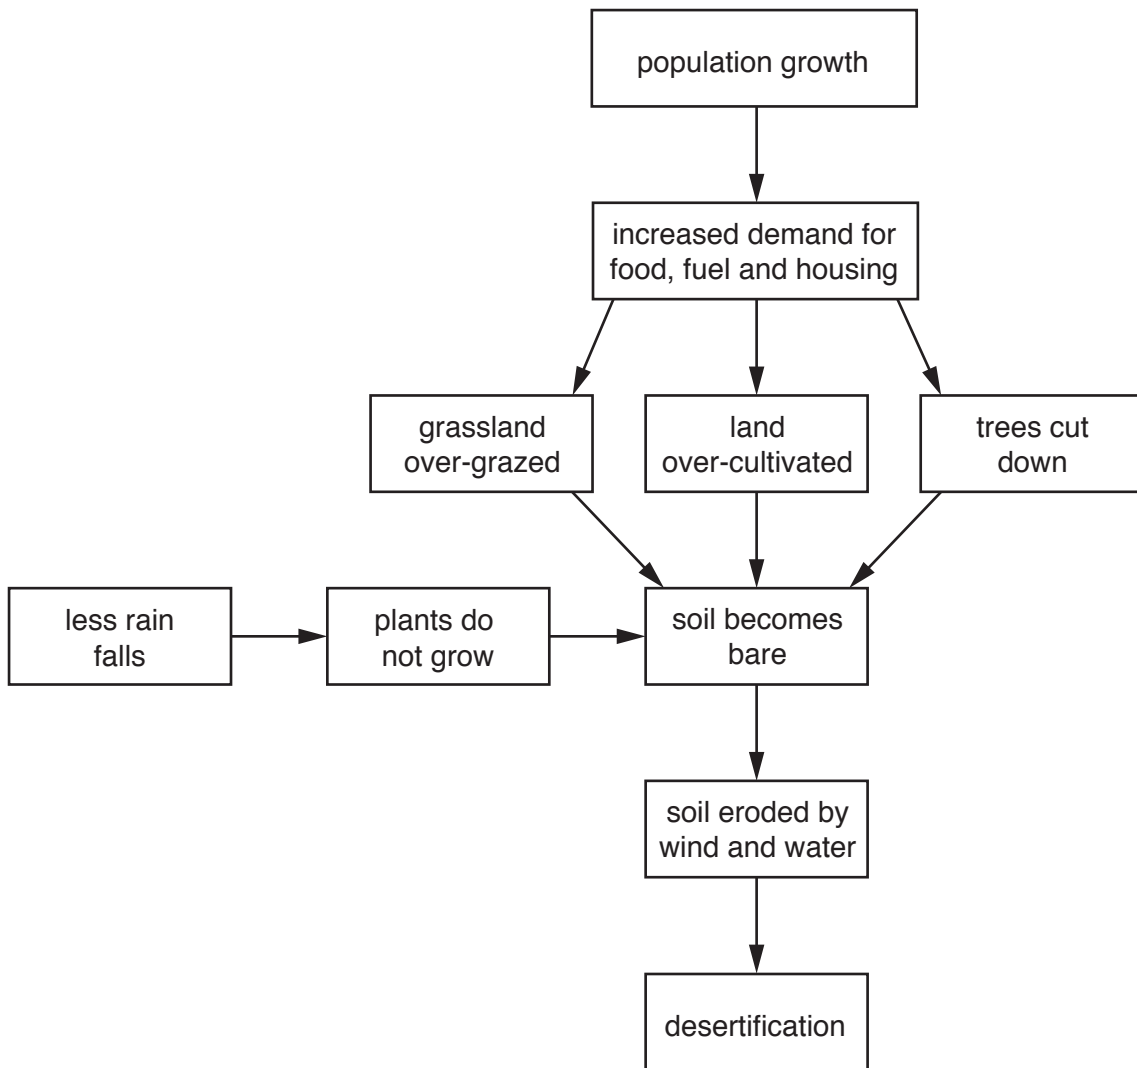 population growth
increased demand for
food, fuel and housing
grassland
over-grazed
land
over-cultivated
trees cut
down
less rain
falls
plants do
not grow
soil becomes
bare
soil eroded by
wind and water
desertification